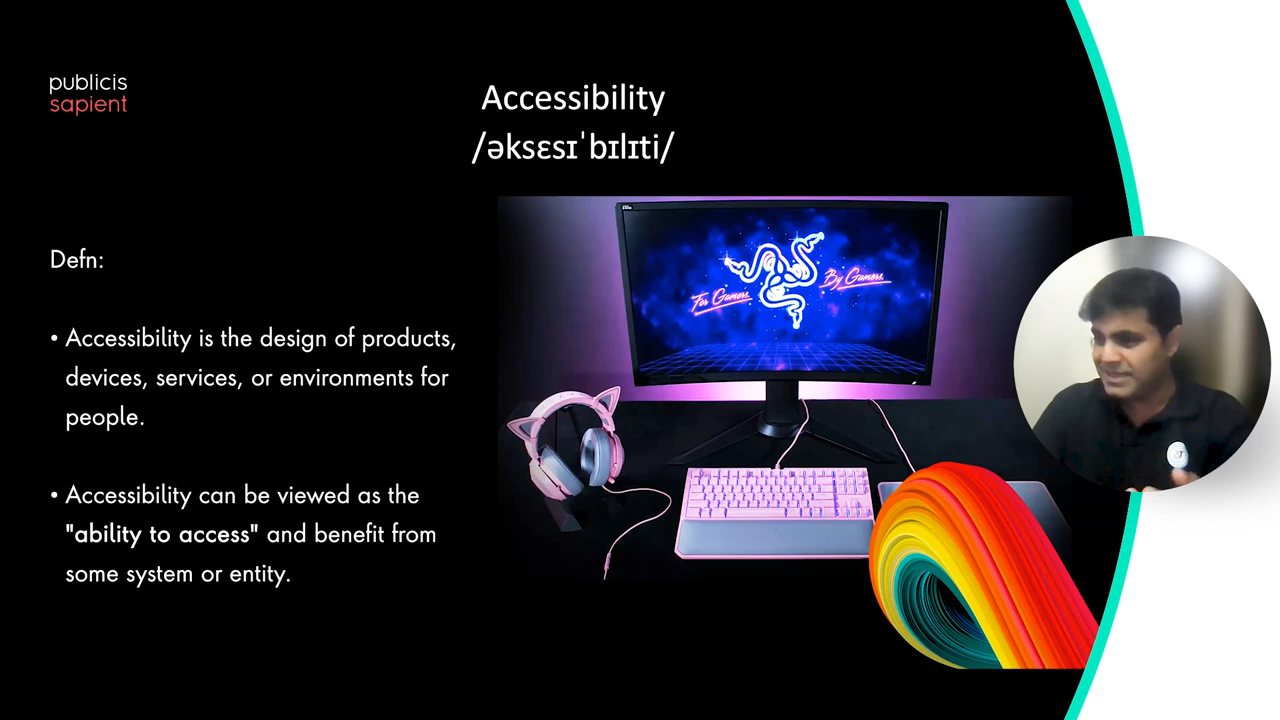 publicis
sapient
Accessibility
/əksɛsɪˈbɪlɪti/
Defn:
• Accessibility is the design of products,
devices, services, or environments for
people.
• Accessibility can be viewed as the
"ability to access" and benefit from
some system or entity.
For Gamers.
By Gamers.